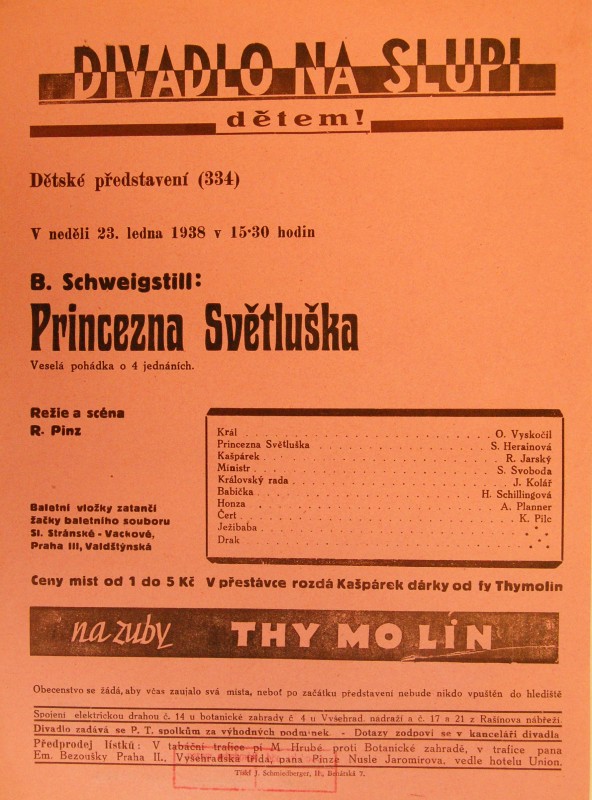 DIVADLO NA SLUPI
dětem!
Dětské představení (334)
V neděli 23. ledna 1938 v 15·30 hodin
B. Schweigstill:
Princezna Světluška
Veselá pohádka o 4 jednáních.
Režie a scéna
R. Pinz
Baletní vložky zatančí
žačky baletního souboru
Sl. Stránské - Vackové,
Praha III, Valdštýnská
Král . . . O. Vyskočil
Princezna Světluška . . . S. Herainová
Kašpárek . . . R. Jarský
Ministr . . . S. Svoboda
Královský rada . . . J. Kolář
Babička . . . H. Schillingová
Honza . . . A. Planner
Čert . . . K. Pilc
Ježibaba . . . * * *
Drak . . . * * *
Ceny míst od 1 do 5 Kč V přestávce rozdá Kašpárek dárky od fy Thymolin
na zuby THYMOLIN
Obecenstvo se žádá, aby včas zaujalo svá místa, neboť po začátku představení nebude nikdo vpuštěn do hlediště
Spojení elektrickou drahou č. 14 u botanické zahrady č 4 u Vyšehrad. nádraží a č. 17 a 21 z Rašínova nábřeží.
Divadlo zadává se P. T. spolkům za výhodných podmínek. - Dotazy zodpoví se v kanceláři divadla
Předprodej lístků: V tabáční trafice pí M Hrubé proti Botanické zahradě, v trafice pana
Em. Bezoušky Praha II., Vyšehradská třída, pana Pinze Nusle Jaromírova, vedle hotelu Union.
Tiskl J. Schmiedberger, II., Benátská 7.